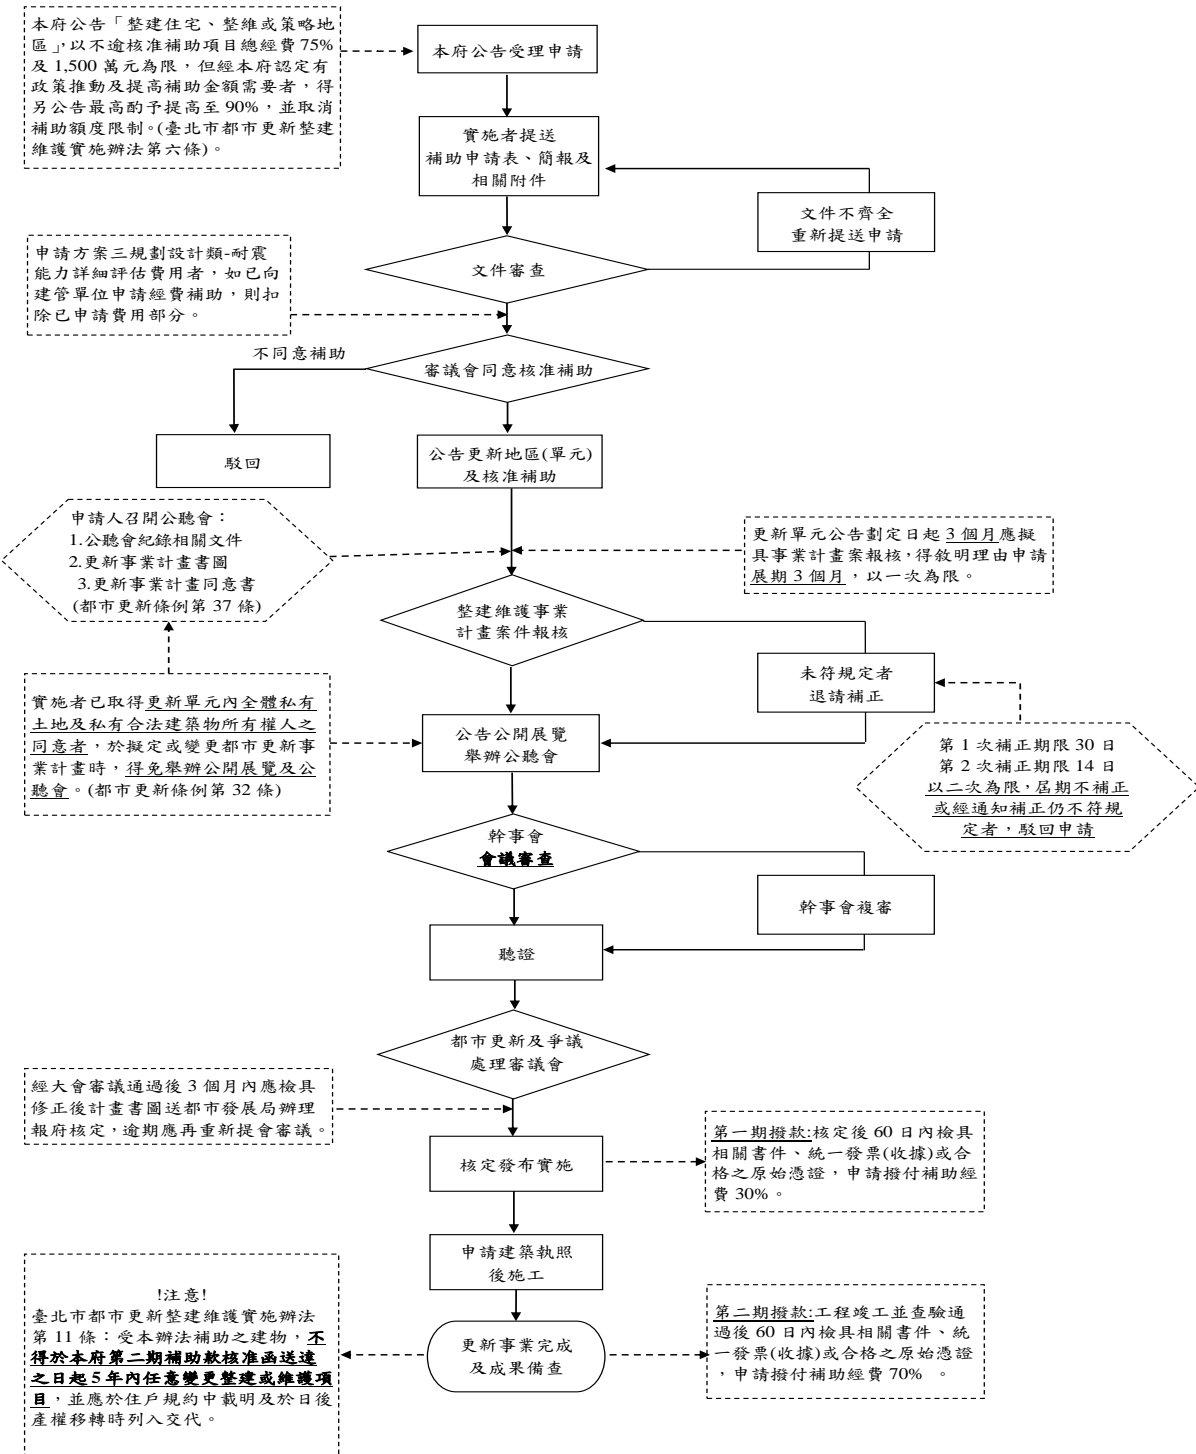 本府公告「整建住宅、整維或策略地
區」,以不逾核准補助項目總經費 75%
及 1,500 萬元為限，但經本府認定有
政策推動及提高補助金額需要者，得
另公告最高酌予提高至 90%，並取消
補助額度限制。(臺北市都市更新整建
維護實施辦法第六條)。
本府公告受理申請
實施者提送
補助申請表、簡報及
相關附件
文件不齊全
重新提送申請
申請方案三規劃設計類-耐震
能力詳細評估費用者，如已向
建管單位申請經費補助，則扣
除已申請費用部分。
文件審查
不同意補助
審議會同意核准補助
駁回
公告更新地區(單元)
及核准補助
申請人召開公聽會：
1.公聽會紀錄相關文件
2.更新事業計畫書圖
3.更新事業計畫同意書
(都市更新條例第 37 條)
更新單元公告劃定日起 3 個月應擬
具事業計畫案報核，得敘明理由申請
展期 3 個月，以一次為限。
整建維護事業
計畫案件報核
未符規定者
退請補正
實施者已取得更新單元內全體私有
土地及私有合法建築物所有權人之
同意者，於擬定或變更都市更新事
業計畫時，得免舉辦公開展覽及公
聽會。(都市更新條例第 32 條)
公告公開展覽
舉辦公聽會
第 1 次補正期限 30 日
第 2 次補正期限 14 日
以二次為限，屆期不補正
或經通知補正仍不符規
定者，駁回申請
幹事會
會議審查
幹事會複審
聽證
都市更新及爭議
處理審議會
經大會審議通過後 3 個月內應檢具
修正後計畫書圖送都市發展局辦理
報府核定，逾期應再重新提會審議。
核定發布實施
第一期撥款:核定後 60 日內檢具
相關書件、統一發票(收據)或合
格之原始憑證，申請撥付補助經
費 30%。
申請建築執照
後施工
!注意!
臺北市都市更新整建維護實施辦法
第 11 條：受本辦法補助之建物，不
得於本府第二期補助款核准函送達
之日起 5 年內任意變更整建或維護項
目，並應於住戶規約中載明及於日後
產權移轉時列入交代。
更新事業完成
及成果備查
第二期撥款:工程竣工並查驗通
過後 60 日內檢具相關書件、統
一發票(收據)或合格之原始憑證
，申請撥付補助經費 70% 。